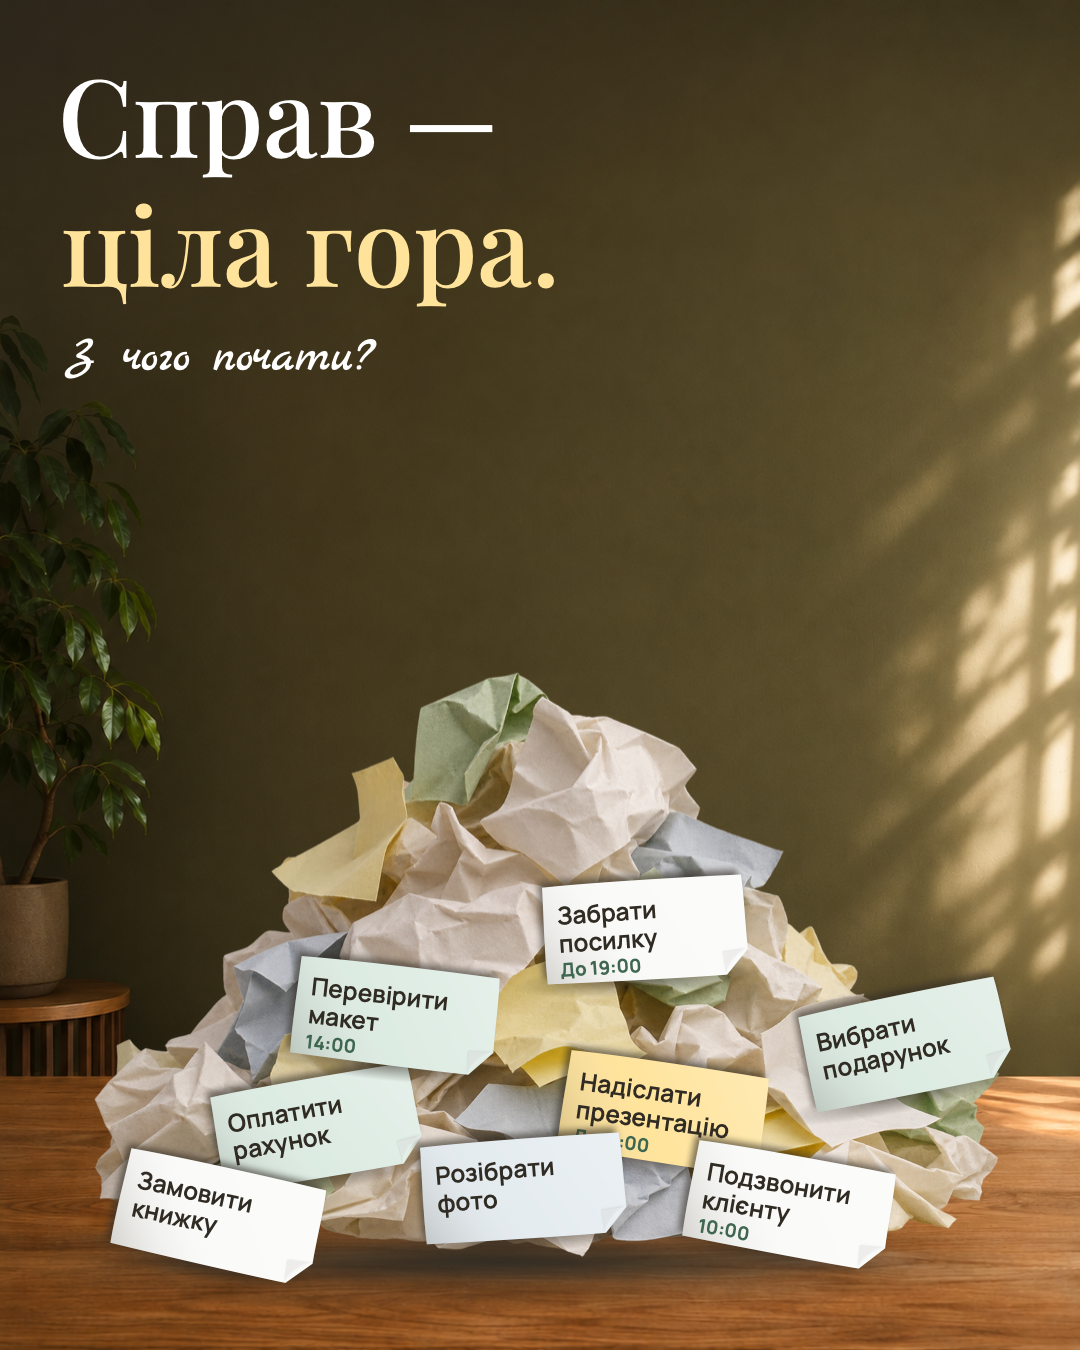 Справ —
ціла гора.
З чого почати?
Забрати
посилку
До 19:00
Перевірити
макет
14:00
Вибрати
подарунок
Надіслати
презентацію
Оплатити
рахунок
Розібрати
фото
Подзвонити
клієнту
10:00
Замовити
книжку